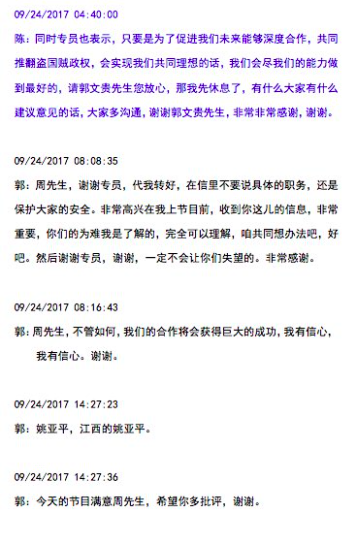 09/24/2017 04:40:00
陈：同时专员也表示，只要是为了促进我们未来能够深度合作，共同
推翻盗国贼政权，会实现我们共同理想的话，我们会尽我们的能力做
到最好的，请郭文贵先生您放心，那我先休息了，有什么大家有什么
建议意见的话，大家多沟通，谢谢郭文贵先生，非常非常感谢，谢谢。
09/24/2017 08:08:35
郭：周先生，谢谢专员，代我转好，在信里不要说具体的职务，还是
保护大家的安全。非常高兴在我上节目前，收到你这儿的信息，非常
重要，你们的为难我是了解的，完全可以理解，咱共同想办法吧，好
吧。然后谢谢专员，谢谢，一定不会让你们失望的。非常感谢。
09/24/2017 08:16:43
郭：周先生，不管如何，我们的合作将会获得巨大的成功，我有信心，
我有信心。谢谢。
09/24/2017 14:27:23
郭：姚亚平，江西的姚亚平。
09/24/2017 14:27:36
郭：今天的节目满意周先生，希望你多批评，谢谢。